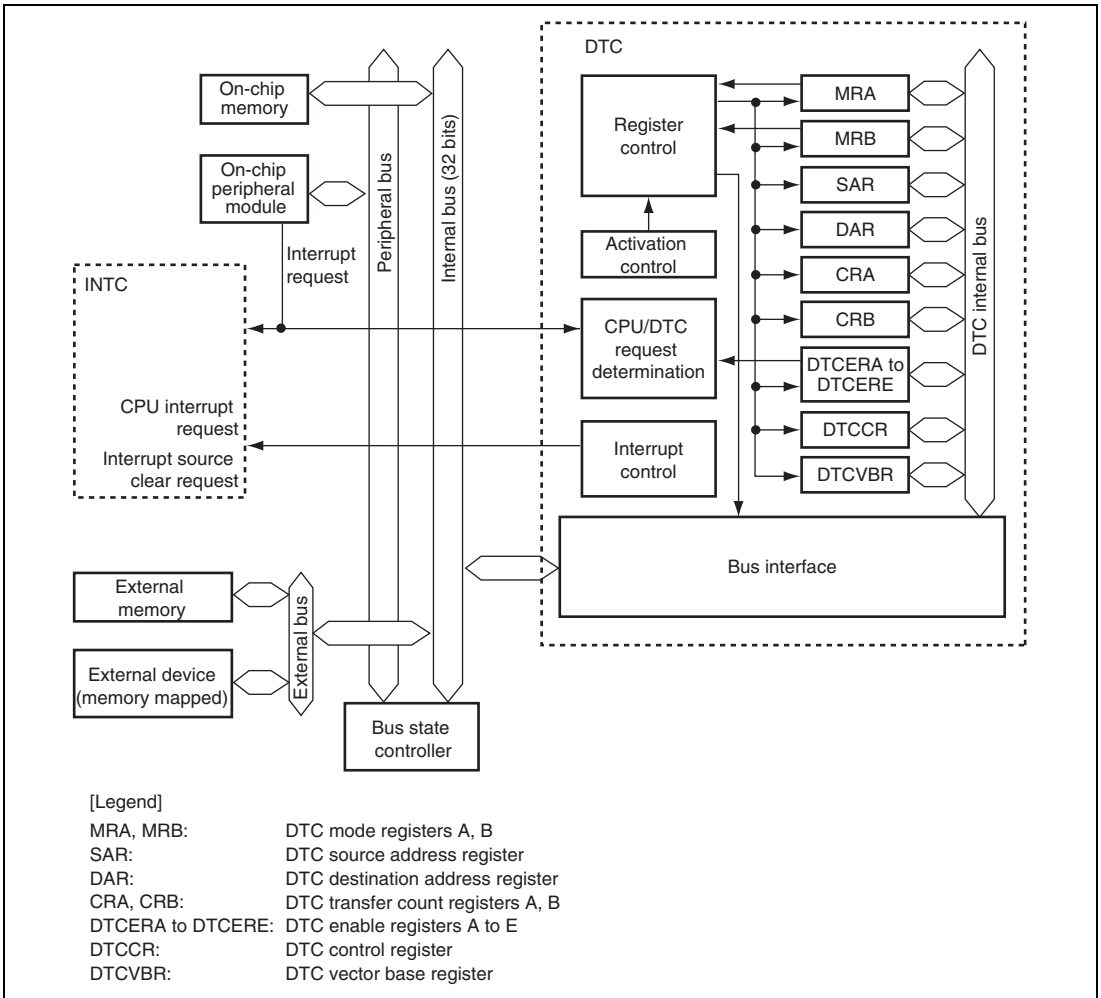 DTC
On-chip
memory
On-chip
peripheral
module
Interrupt
request
Peripheral bus
Internal bus (32 bits)
Register
control
Activation
control
CPU/DTC
request
determination
Interrupt
control
MRA
MRB
SAR
DAR
CRA
CRB
DTCERA to
DTCERE
DTCCR
DTCVBR
DTC internal bus
INTC
CPU interrupt
request
Interrupt source
clear request
Bus interface
External
memory
External device
(memory mapped)
External bus
Bus state
controller
[Legend]
MRA, MRB: DTC mode registers A, B
SAR: DTC source address register
DAR: DTC destination address register
CRA, CRB: DTC transfer count registers A, B
DTCERA to DTCERE: DTC enable registers A to E
DTCCR: DTC control register
DTCVBR: DTC vector base register